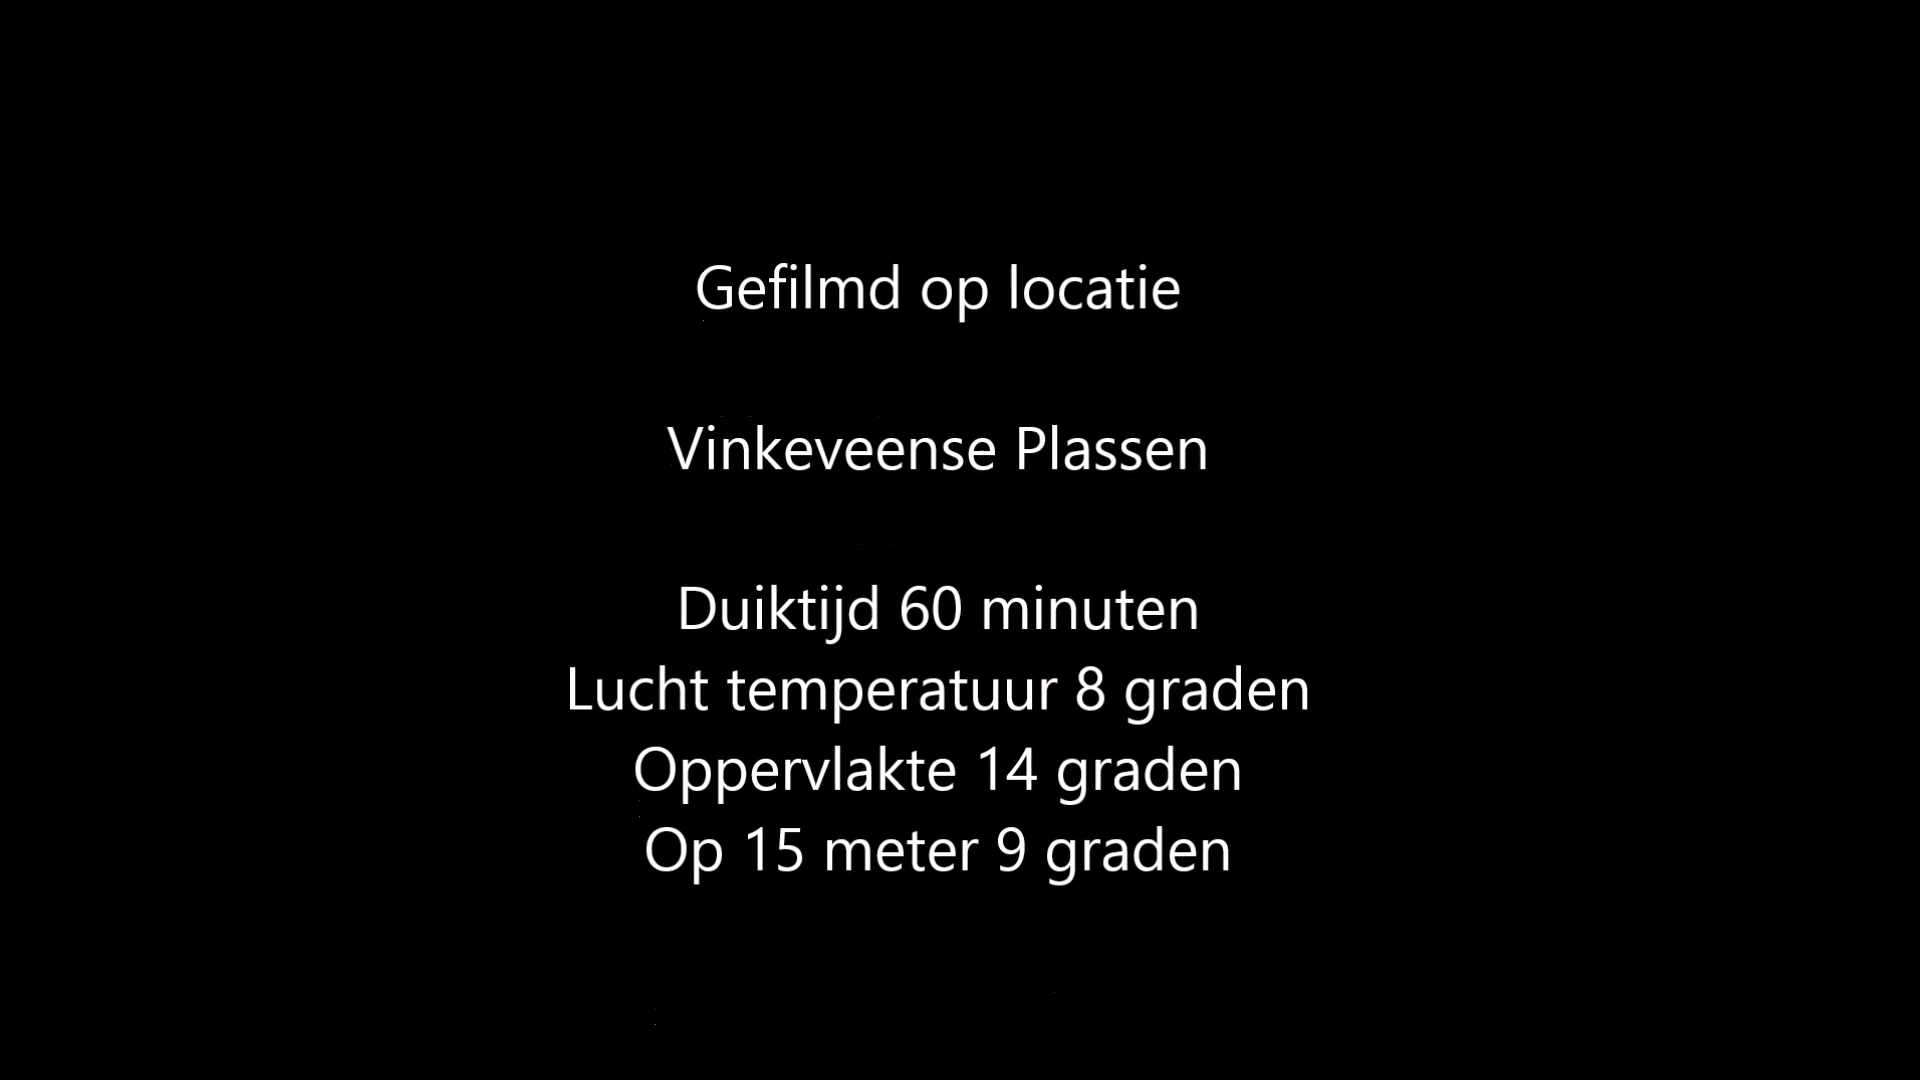 Gefilmd op locatie
Vinkeveense Plassen
Duiktijd 60 minuten
Lucht temperatuur 8 graden
Oppervlakte 14 graden
Op 15 meter 9 graden